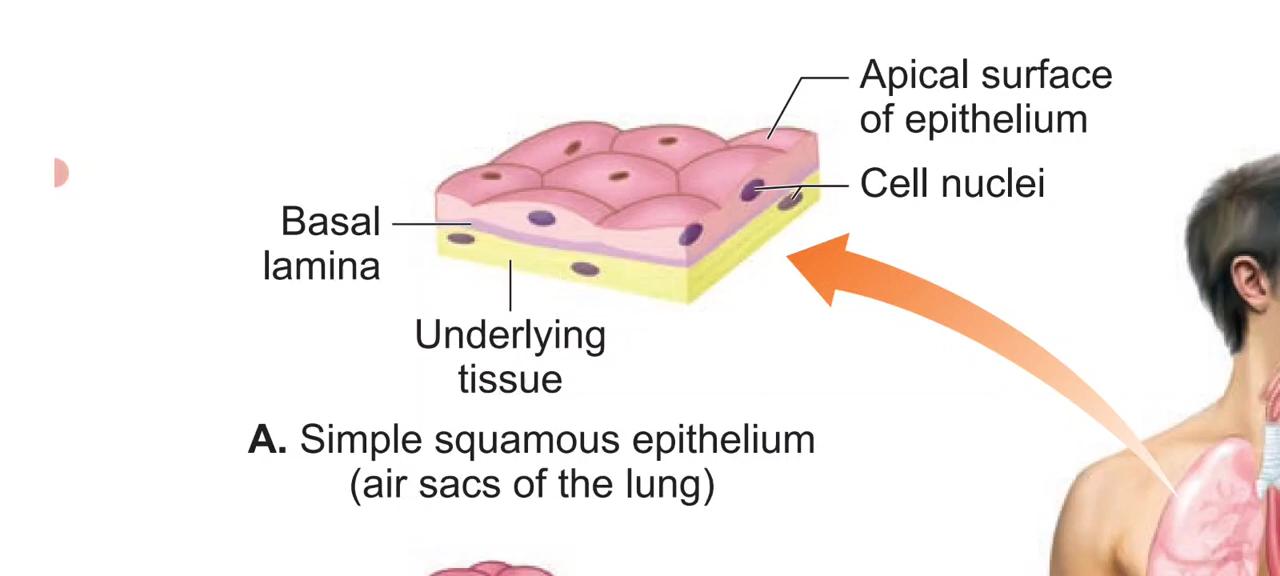 Apical surface
of epithelium
Cell nuclei
Basal
lamina
Underlying
tissue
A. Simple squamous epithelium
(air sacs of the lung)